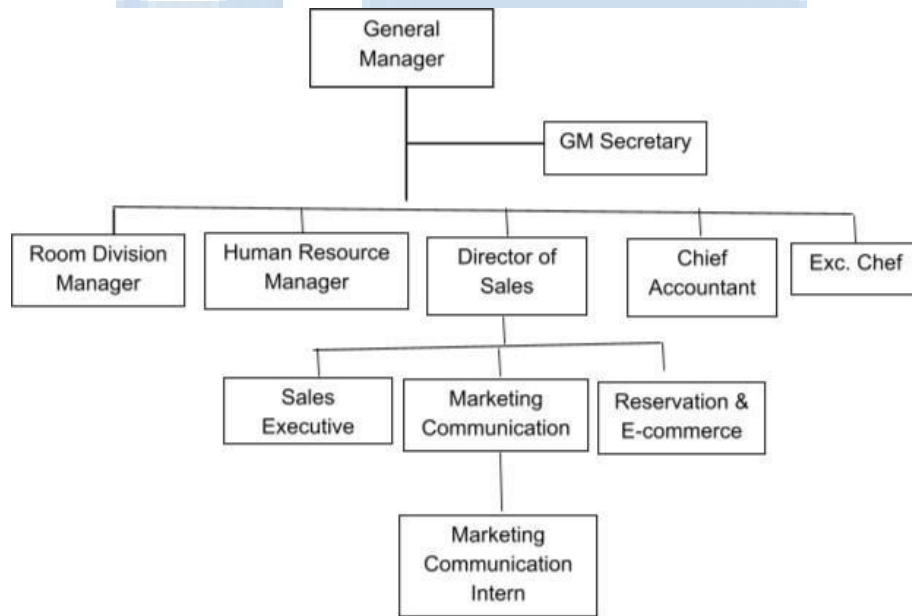 General
Manager
GM Secretary
Room Division
Manager
Human Resource
Manager
Director of
Sales
Chief
Accountant
Exc. Chef
Sales
Executive
Marketing
Communication
Reservation &
E-commerce
Marketing
Communication
Intern